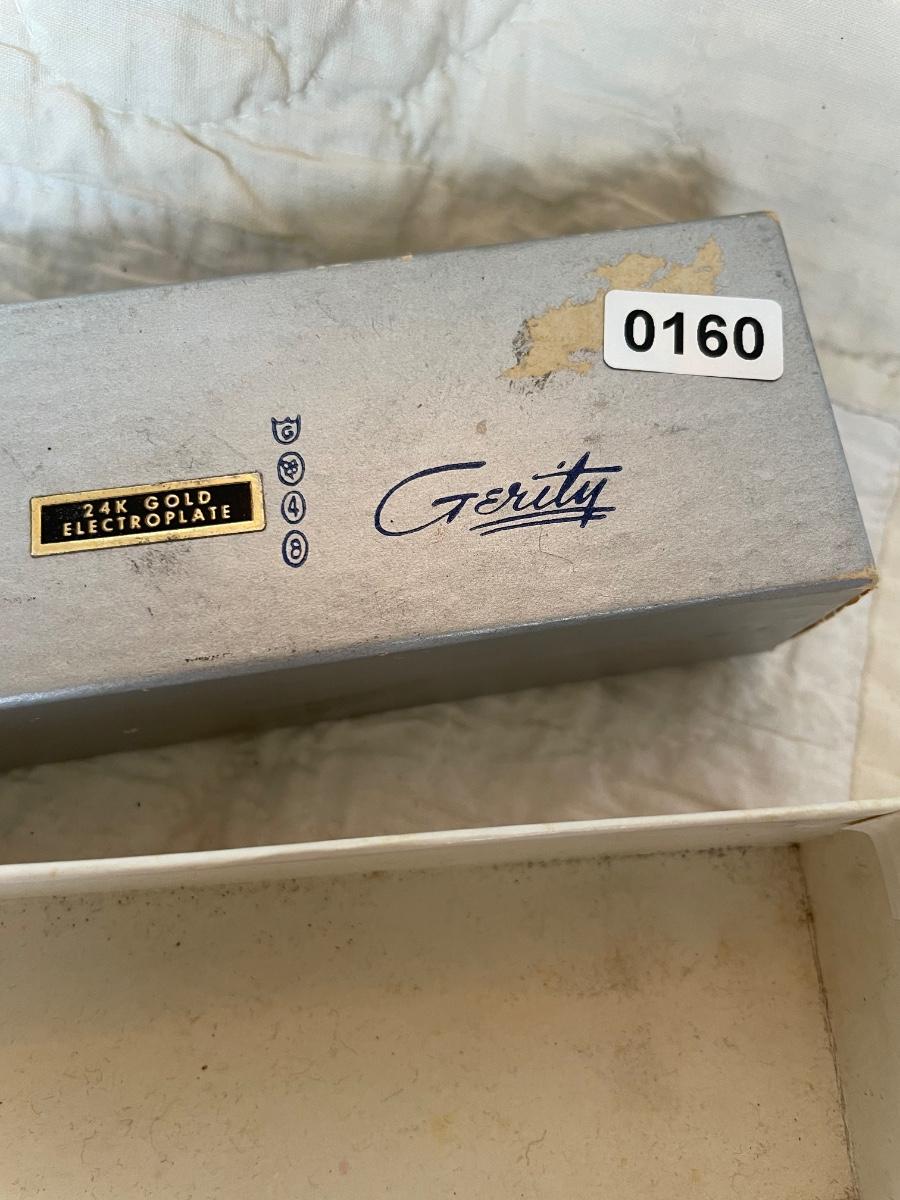 0160
G
4
8
Gerity
24K GOLD
ELECTROPLATE